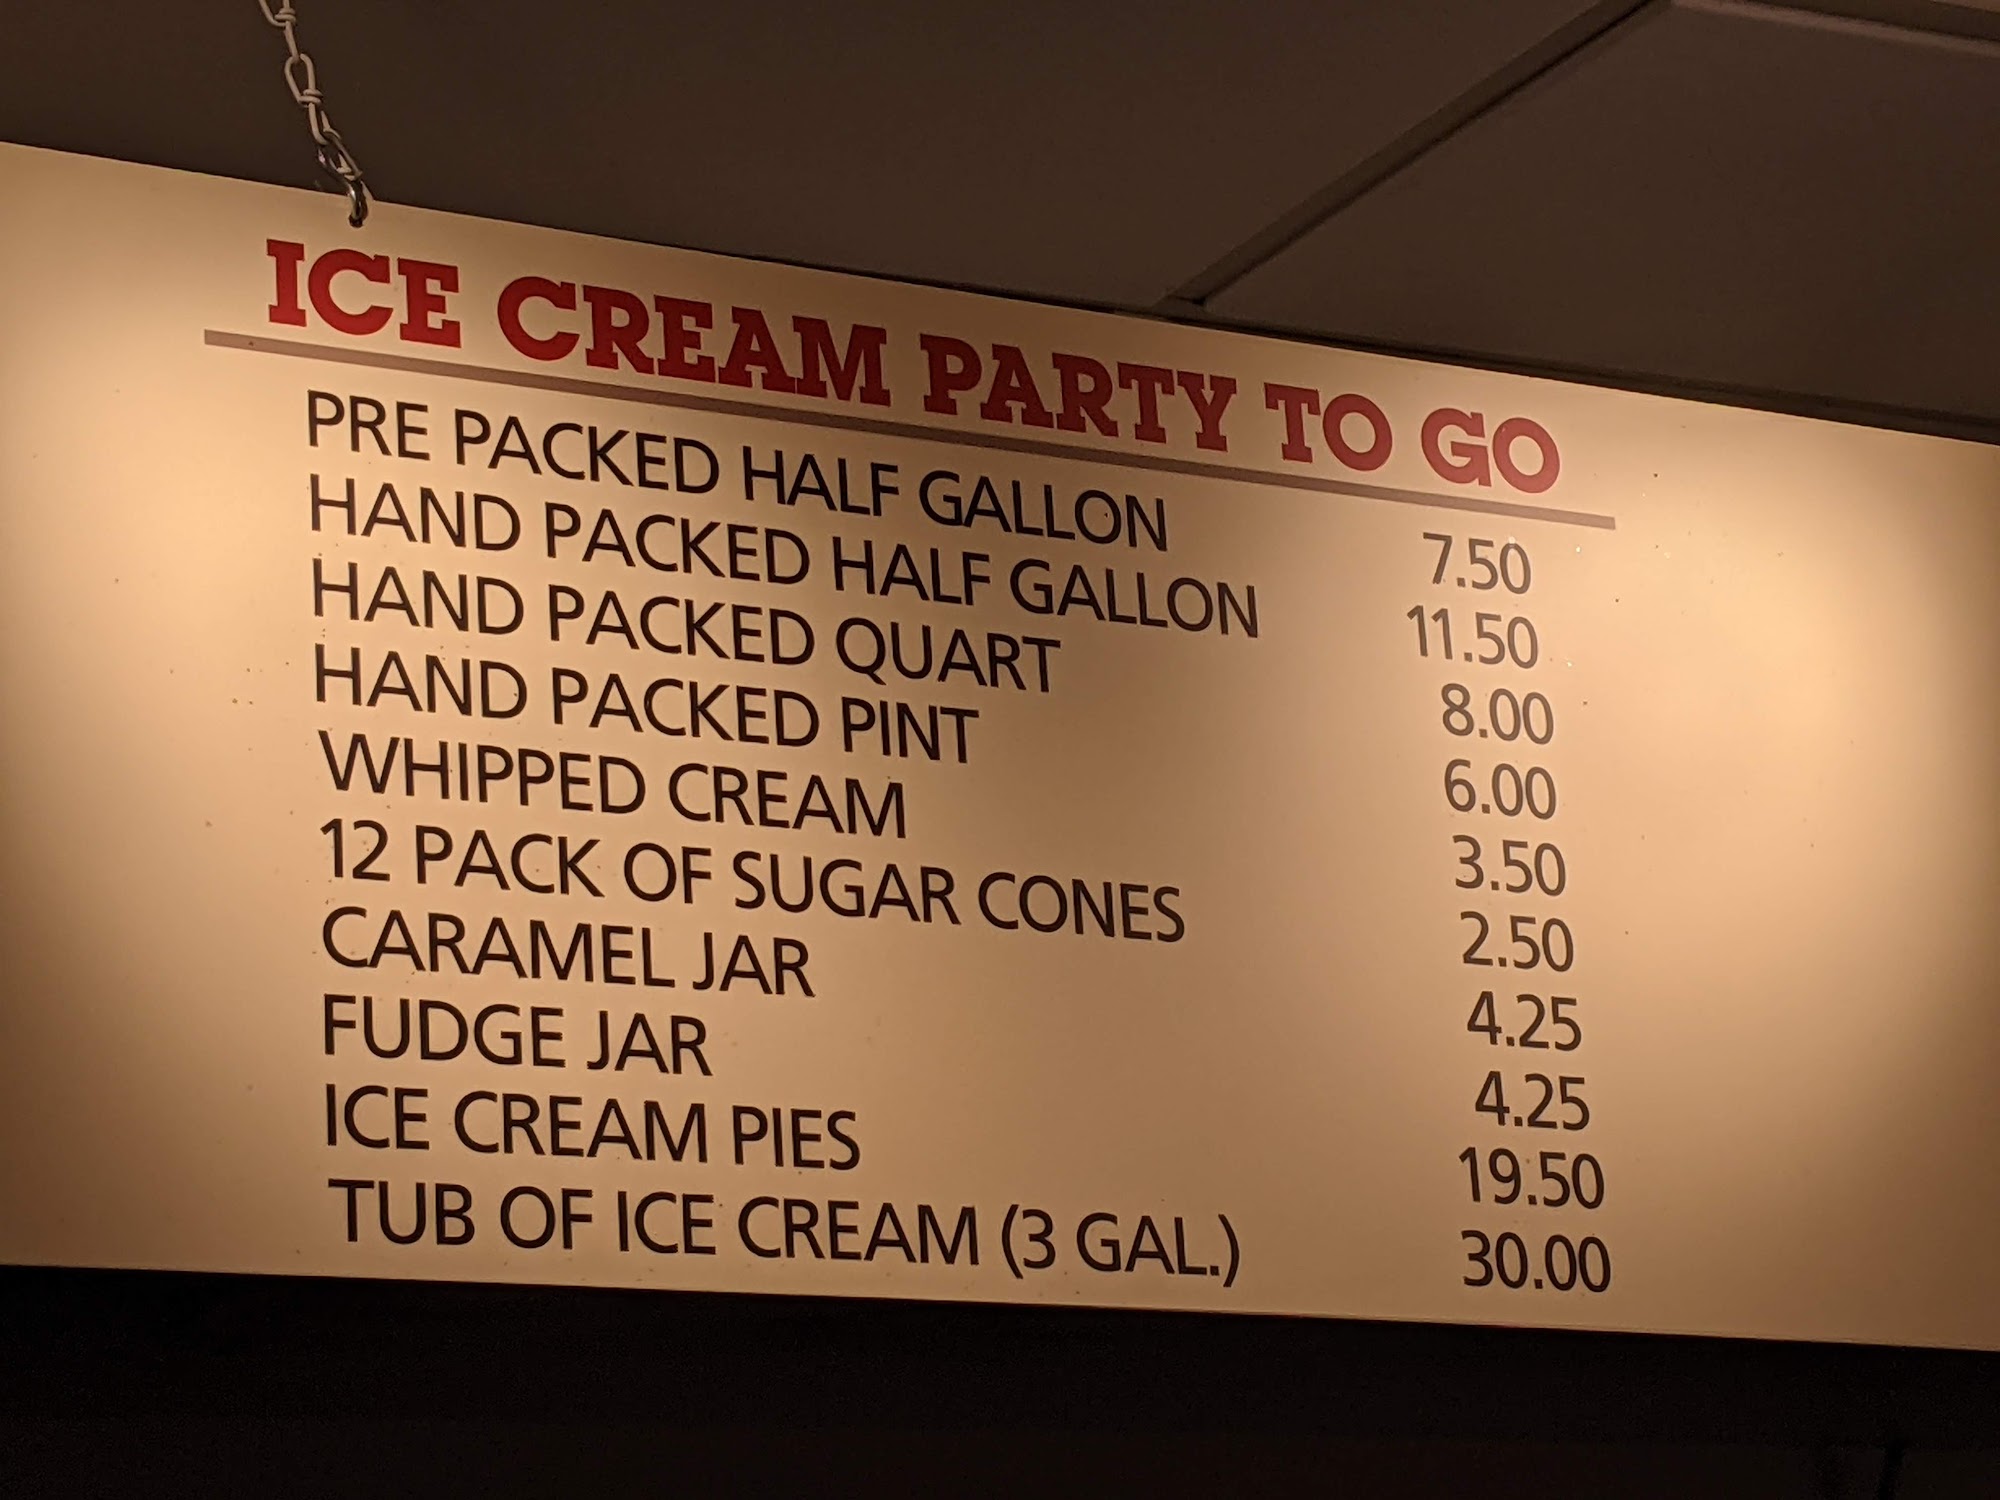 ICE CREAM PARTY TO GO
PRE PACKED HALF GALLON 7.50
HAND PACKED HALF GALLON 11.50
HAND PACKED QUART 8.00
HAND PACKED PINT 6.00
WHIPPED CREAM 3.50
12 PACK OF SUGAR CONES 2.50
CARAMEL JAR 4.25
FUDGE JAR 4.25
ICE CREAM PIES 19.50
TUB OF ICE CREAM (3 GAL.) 30.00